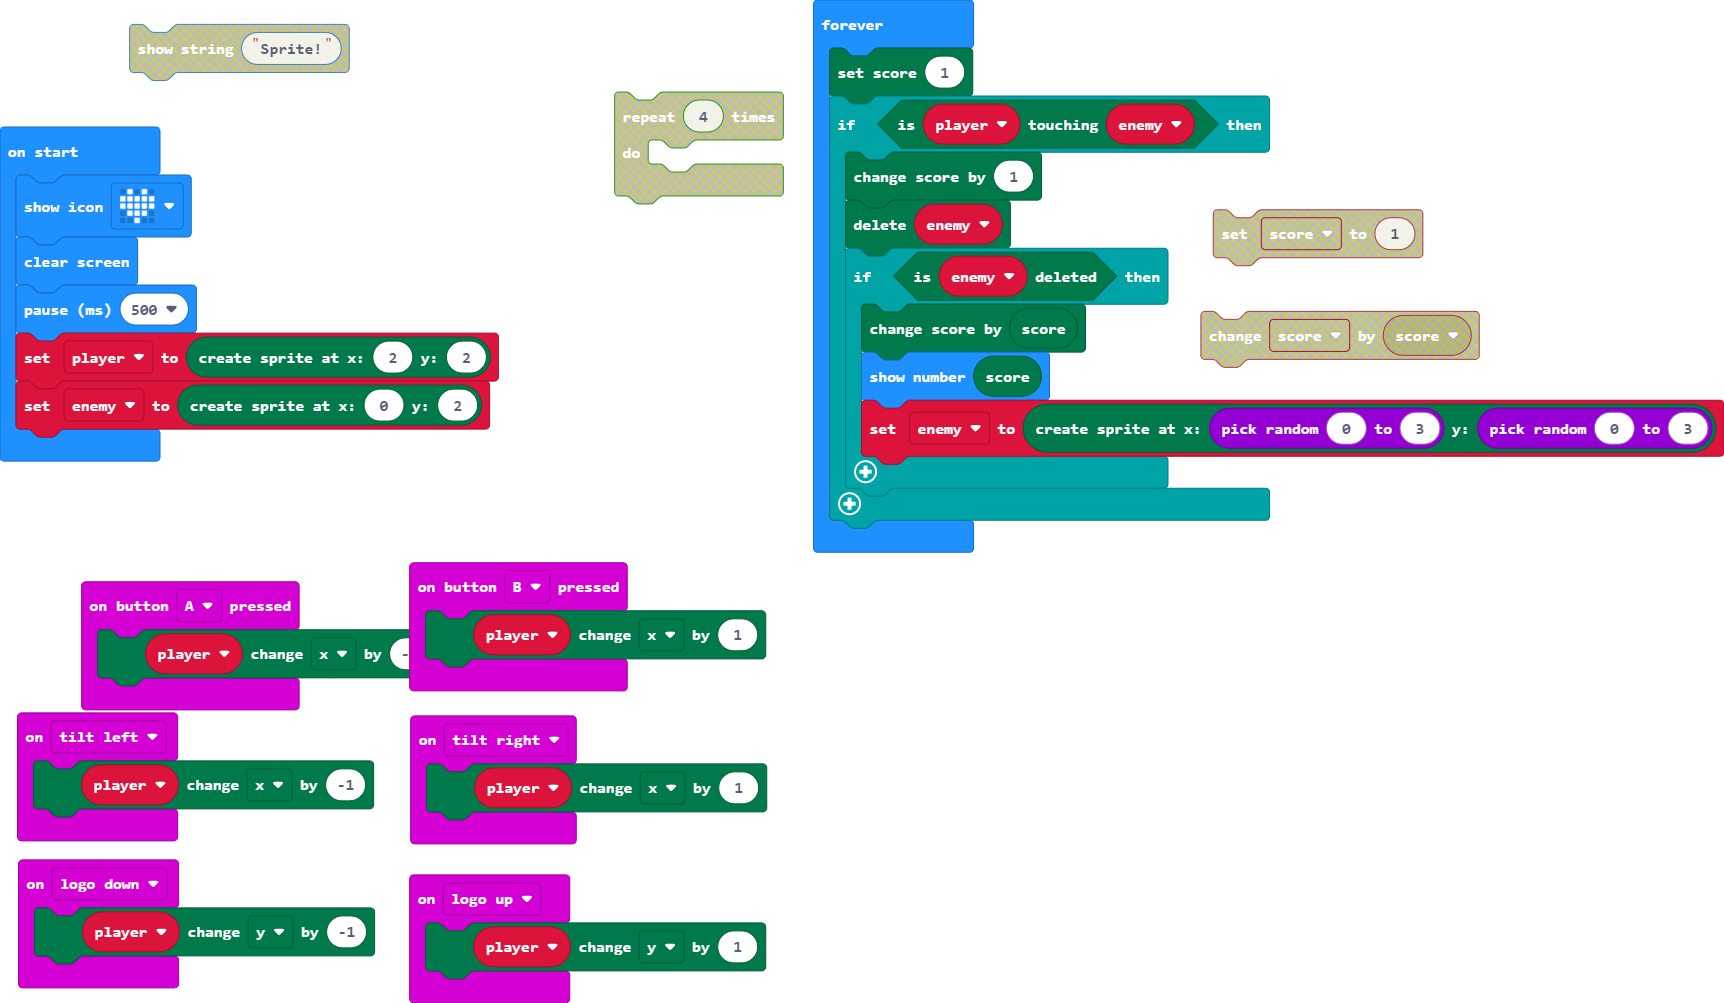 show string "Sprite!"
on start
show icon
clear screen
pause (ms) 500
set player to create sprite at x: 2 y: 2
set enemy to create sprite at x: 0 y: 2
repeat 4 times
do
forever
set score 1
if is player touching enemy then
change score by 1
delete enemy
if is enemy deleted then
change score by score
show number score
set enemy to create sprite at x: pick random 0 to 3 y: pick random 0 to 3
set score to 1
change score by score
on button A pressed
player change x by -
on button B pressed
player change x by 1
on tilt left
player change x by -1
on tilt right
player change x by 1
on logo down
player change y by -1
on logo up
player change y by 1